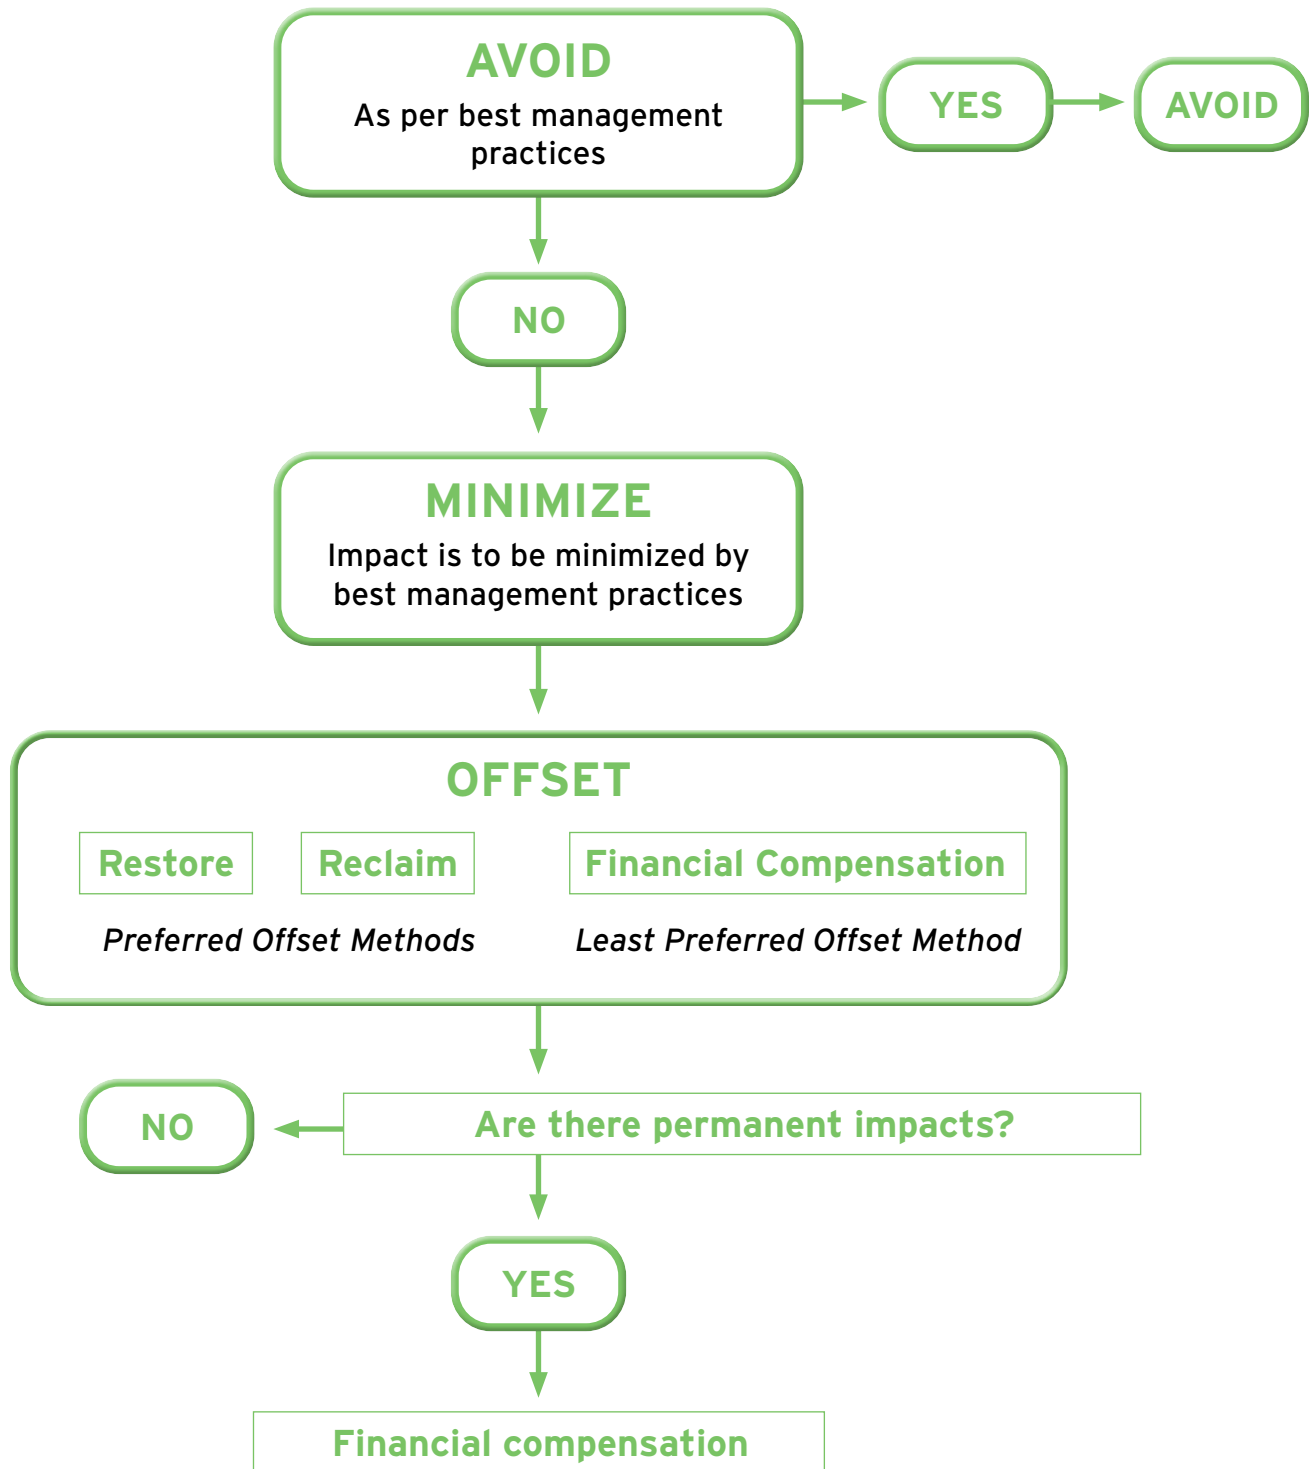 AVOID
As per best management
practices
YES
AVOID
NO
MINIMIZE
Impact is to be minimized by
best management practices
OFFSET
Restore
Reclaim
Financial Compensation
Preferred Offset Methods
Least Preferred Offset Method
Are there permanent impacts?
NO
YES
Financial compensation